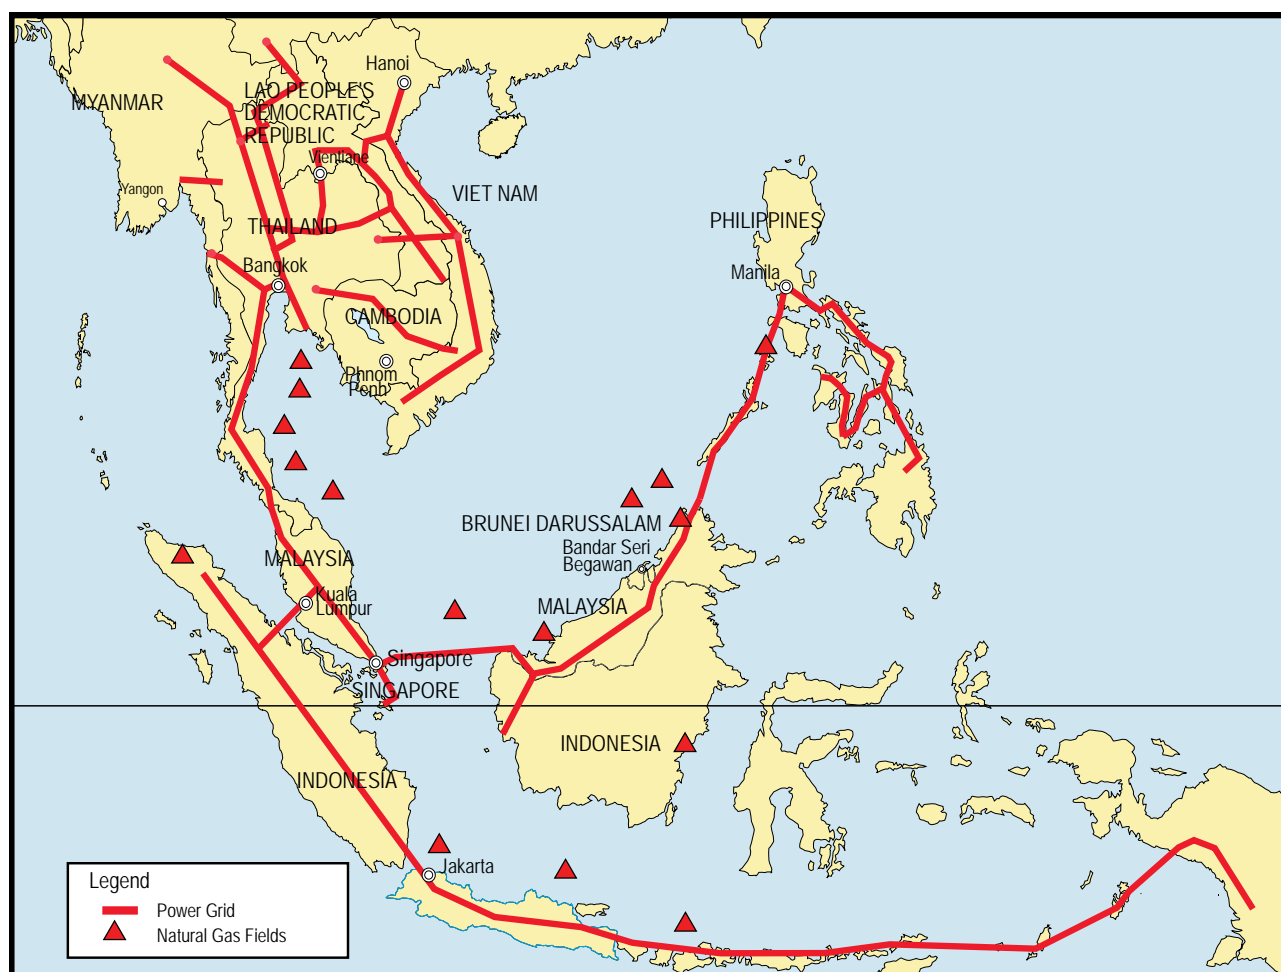 Hanoi
MYANMAR
LAO PEOPLE'S
DEMOCRATIC
REPUBLIC
Vientiane
Yangon
VIET NAM
THAILAND
PHILIPPINES
Bangkok
Manila
CAMBODIA
Phnom
Penh
BRUNEI DARUSSALAM
Bandar Seri
Begawan
MALAYSIA
Kuala
Lumpur
MALAYSIA
Singapore
SINGAPORE
INDONESIA
INDONESIA
Jakarta
Legend
Power Grid
Natural Gas Fields